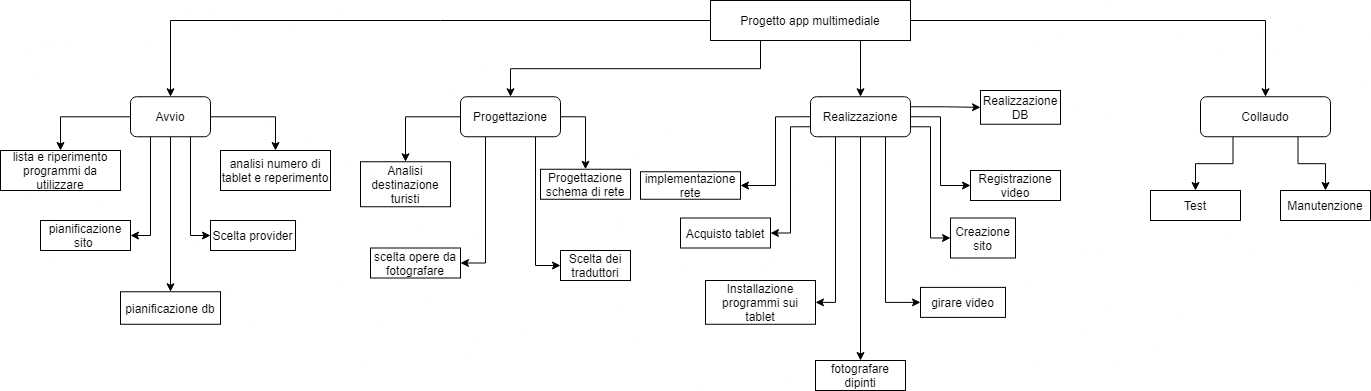 Progetto app multimediale
Avvio
Progettazione
Realizzazione
Collaudo
Realizzazione
DB
lista e riperimento
programmi da
utilizzare
analisi numero di
tablet e reperimento
Analisi
destinazione
turisti
Progettazione
schema di rete
implementazione
rete
Registrazione
video
Test
Manutenzione
pianificazione
sito
Scelta provider
Acquisto tablet
Creazione
sito
scelta opere da
fotografare
Scelta dei
traduttori
pianificazione db
Installazione
programmi sui
tablet
girare video
fotografare
dipinti